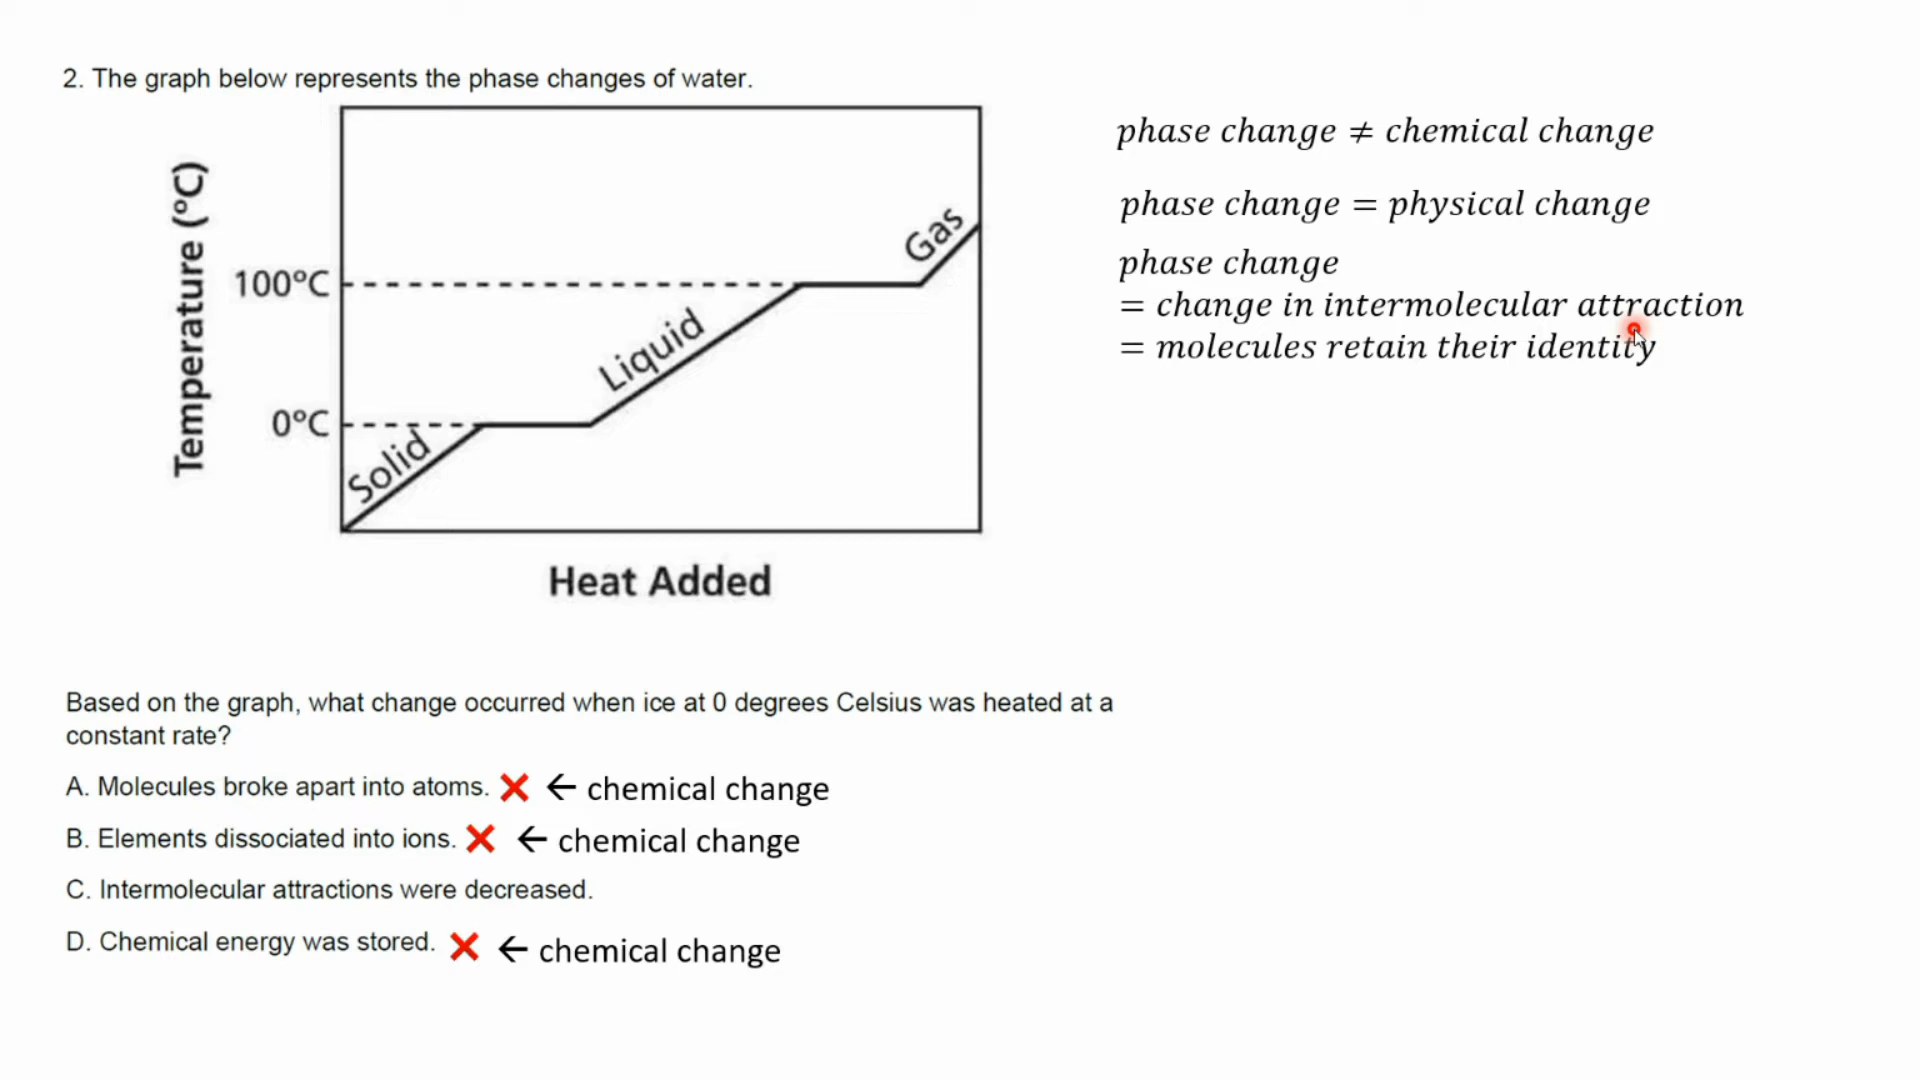 2. The graph below represents the phase changes of water.
Temperature (°C)
100°C
0°C
Solid
Liquid
Gas
Heat Added
phase change ≠ chemical change
phase change = physical change
phase change
= change in intermolecular attraction
= molecules retain their identity
Based on the graph, what change occurred when ice at 0 degrees Celsius was heated at a
constant rate?
A. Molecules broke apart into atoms. ❌ ← chemical change
B. Elements dissociated into ions. ❌ ← chemical change
C. Intermolecular attractions were decreased.
D. Chemical energy was stored. ❌ ← chemical change